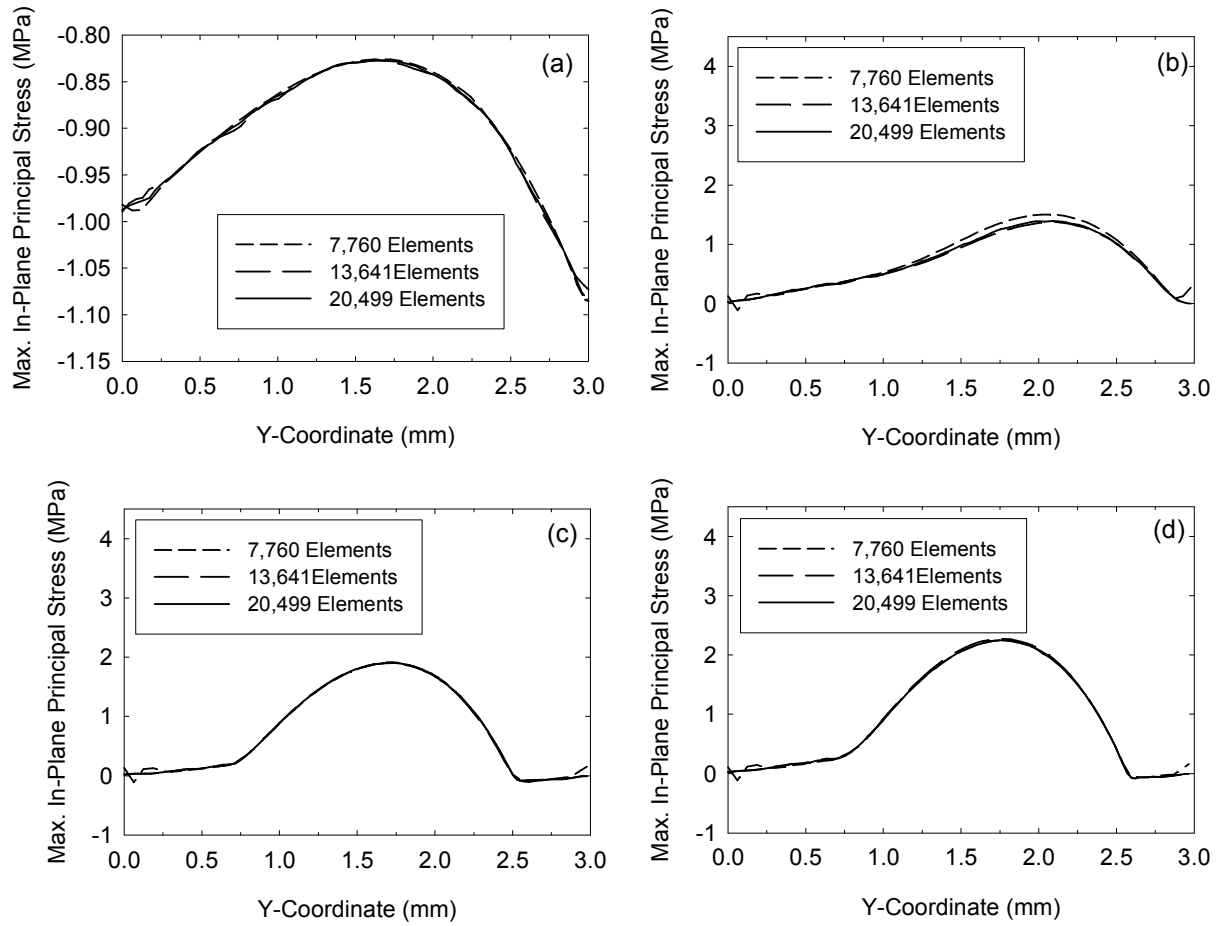 (a)
Max. In-Plane Principal Stress (MPa)
-0.80
-0.85
-0.90
-0.95
-1.00
-1.05
-1.10
-1.15
7,760 Elements
13,641Elements
20,499 Elements
0.0 0.5 1.0 1.5 2.0 2.5 3.0
Y-Coordinate (mm)
(b)
Max. In-Plane Principal Stress (MPa)
4
3
2
1
0
-1
7,760 Elements
13,641Elements
20,499 Elements
0.0 0.5 1.0 1.5 2.0 2.5 3.0
Y-Coordinate (mm)
(c)
Max. In-Plane Principal Stress (MPa)
4
3
2
1
0
-1
7,760 Elements
13,641Elements
20,499 Elements
0.0 0.5 1.0 1.5 2.0 2.5 3.0
Y-Coordinate (mm)
(d)
Max. In-Plane Principal Stress (MPa)
4
3
2
1
0
-1
7,760 Elements
13,641Elements
20,499 Elements
0.0 0.5 1.0 1.5 2.0 2.5 3.0
Y-Coordinate (mm)